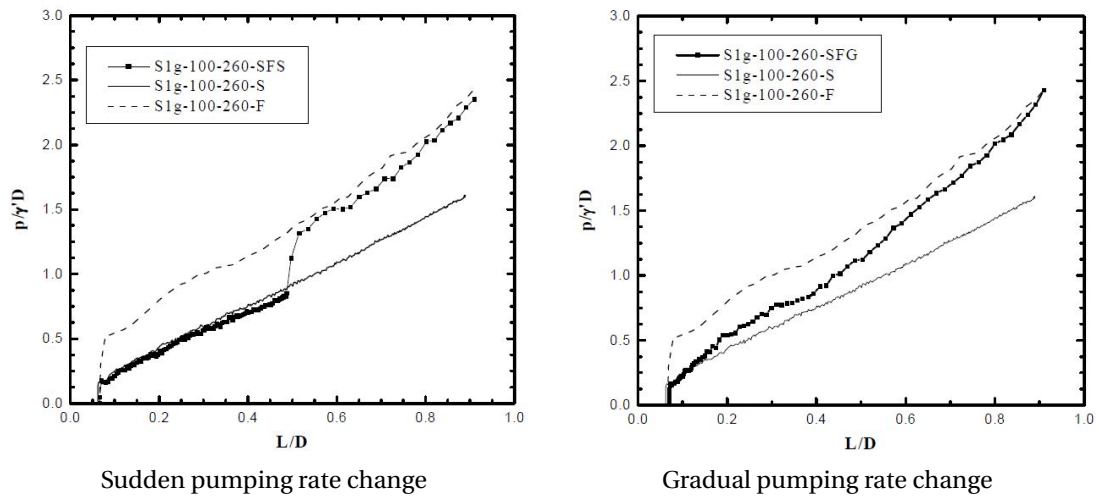 3.0
2.5
2.0
1.5
1.0
0.5
0.0
p/γ'D
S1g-100-260-SFS
S1g-100-260-S
S1g-100-260-F
0.0 0.2 0.4 0.6 0.8 1.0
L/D
Sudden pumping rate change
3.0
2.5
2.0
1.5
1.0
0.5
0.0
p/γ'D
S1g-100-260-SFG
S1g-100-260-S
S1g-100-260-F
0.0 0.2 0.4 0.6 0.8 1.0
L/D
Gradual pumping rate change